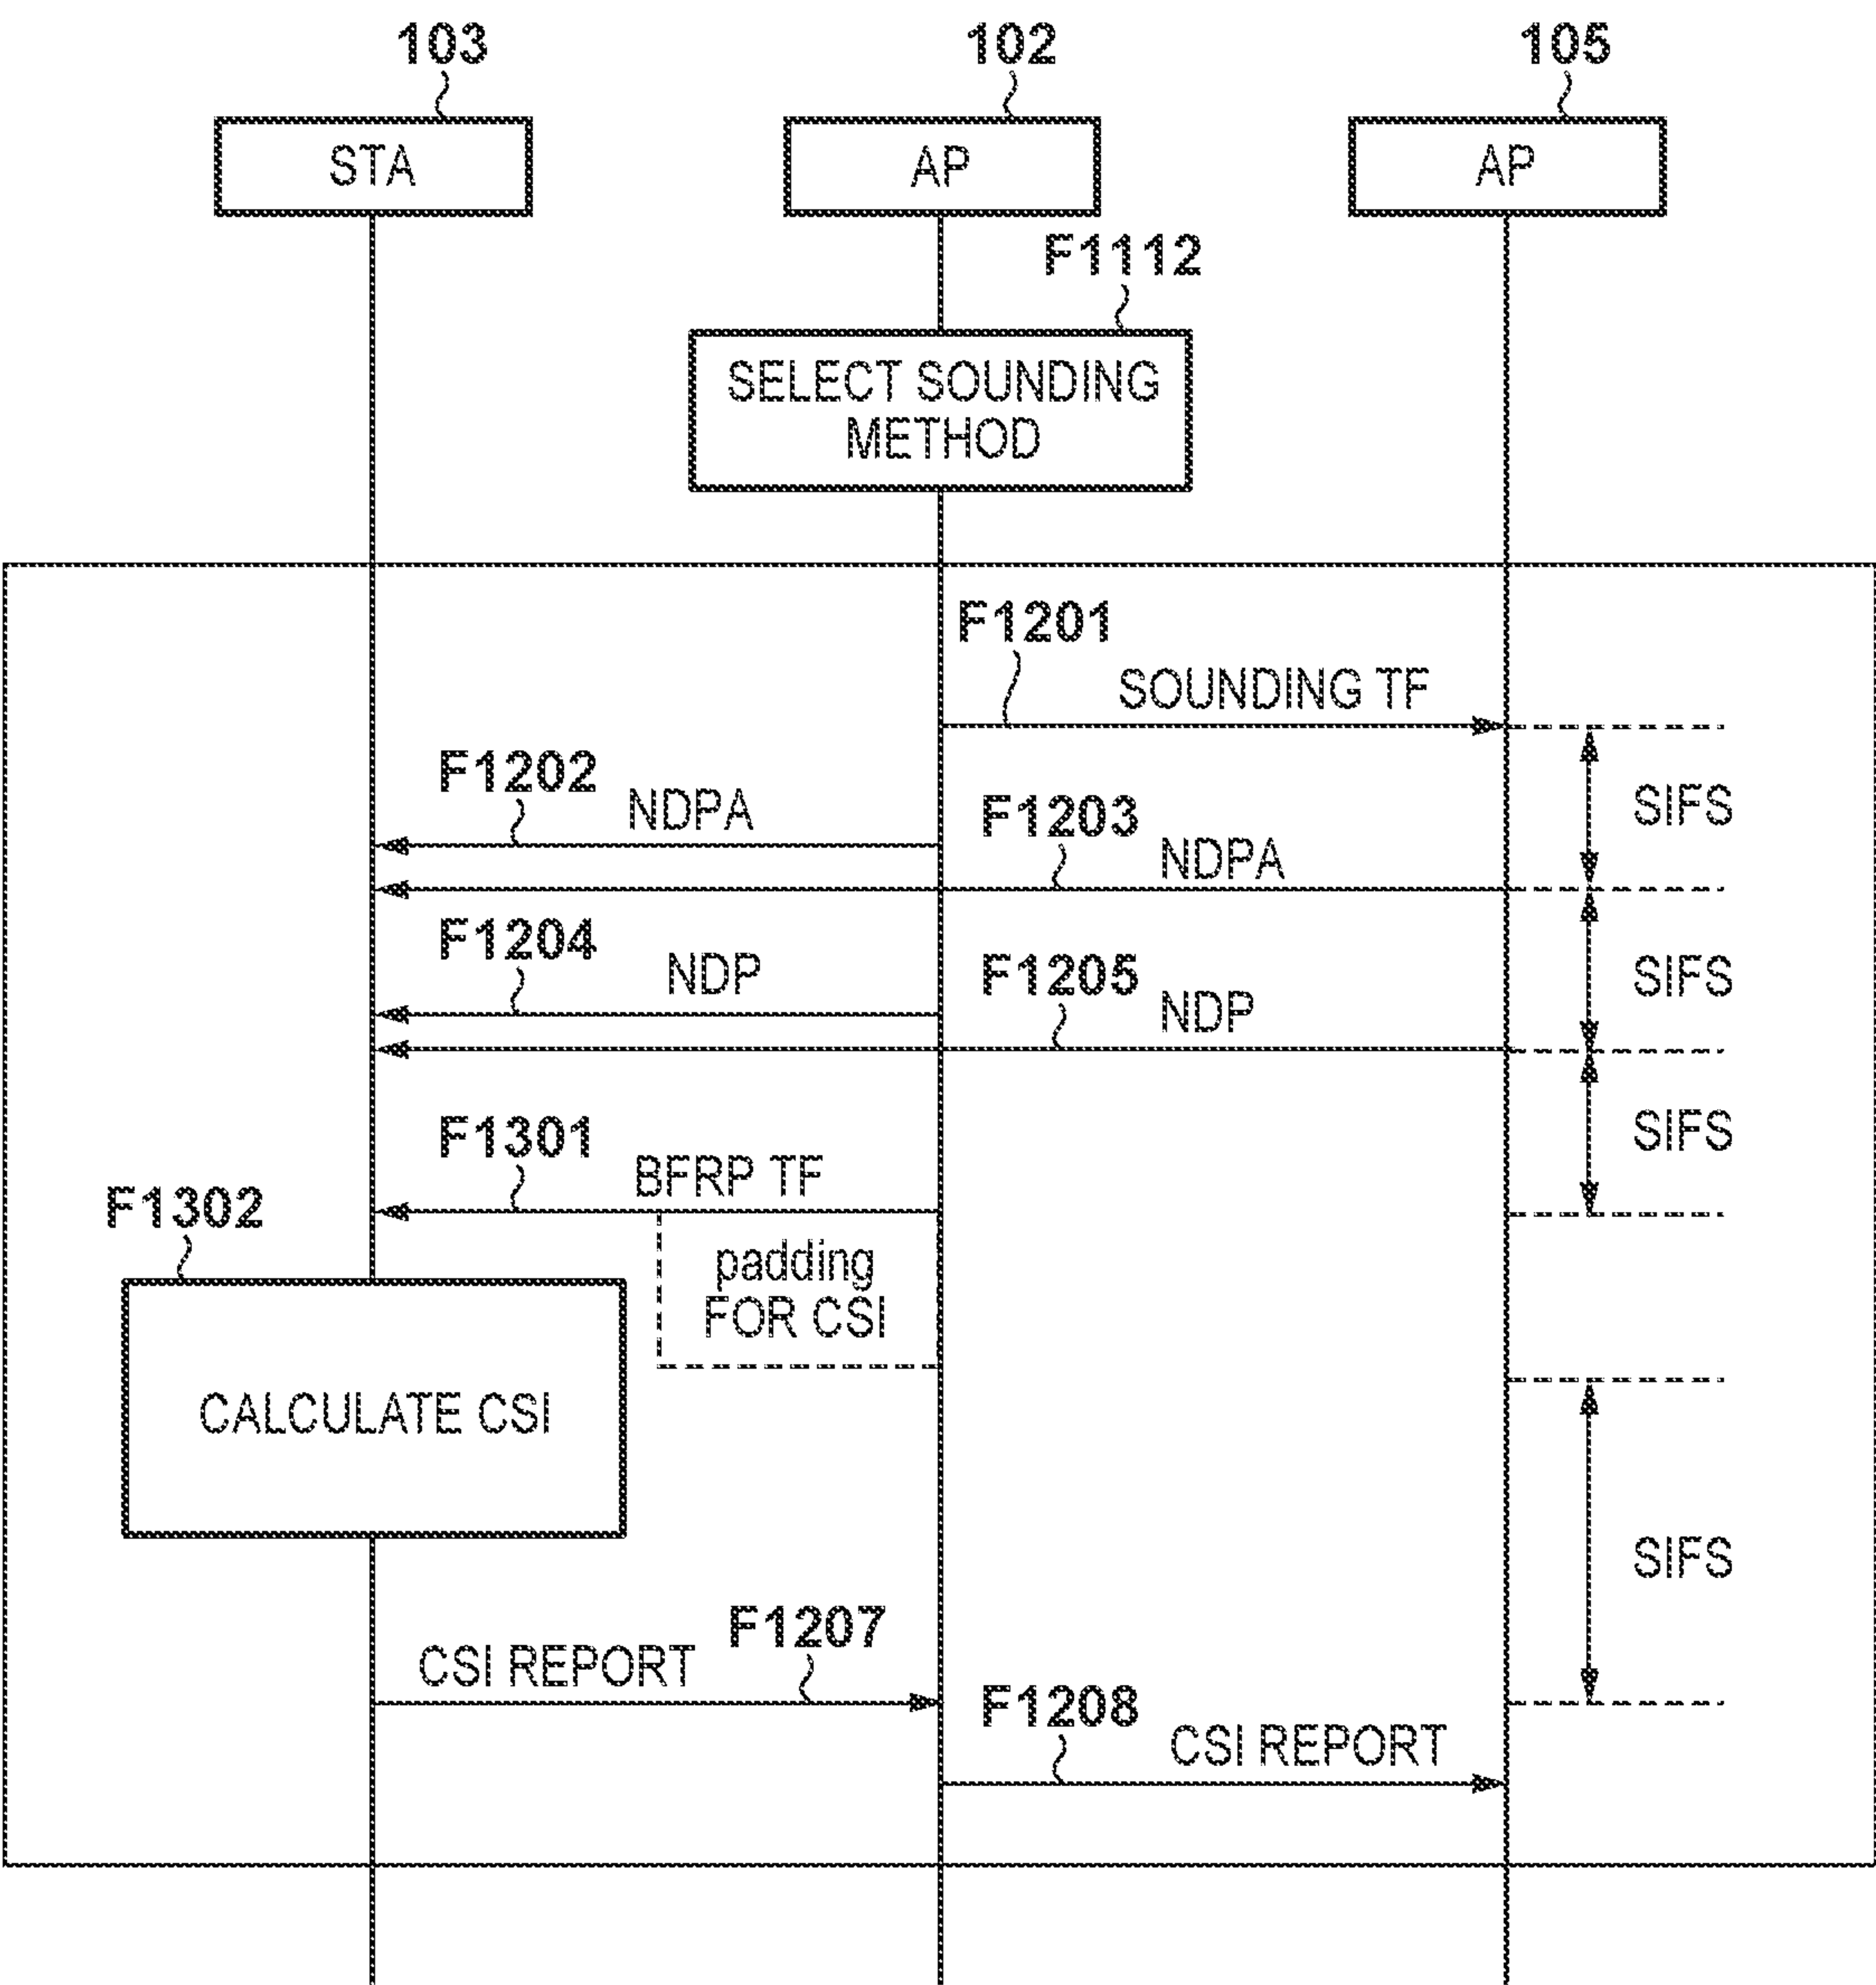 103
102
105
STA
AP
AP
F1112
SELECT SOUNDING
METHOD
F1201
SOUNDING TF
F1202
NDPA
SIFS
F1203
NDPA
F1204
NDP
F1205
NDP
SIFS
F1301
BFRP TF
SIFS
F1302
padding
FOR CSI
CALCULATE CSI
SIFS
CSI REPORT
F1207
F1208
CSI REPORT